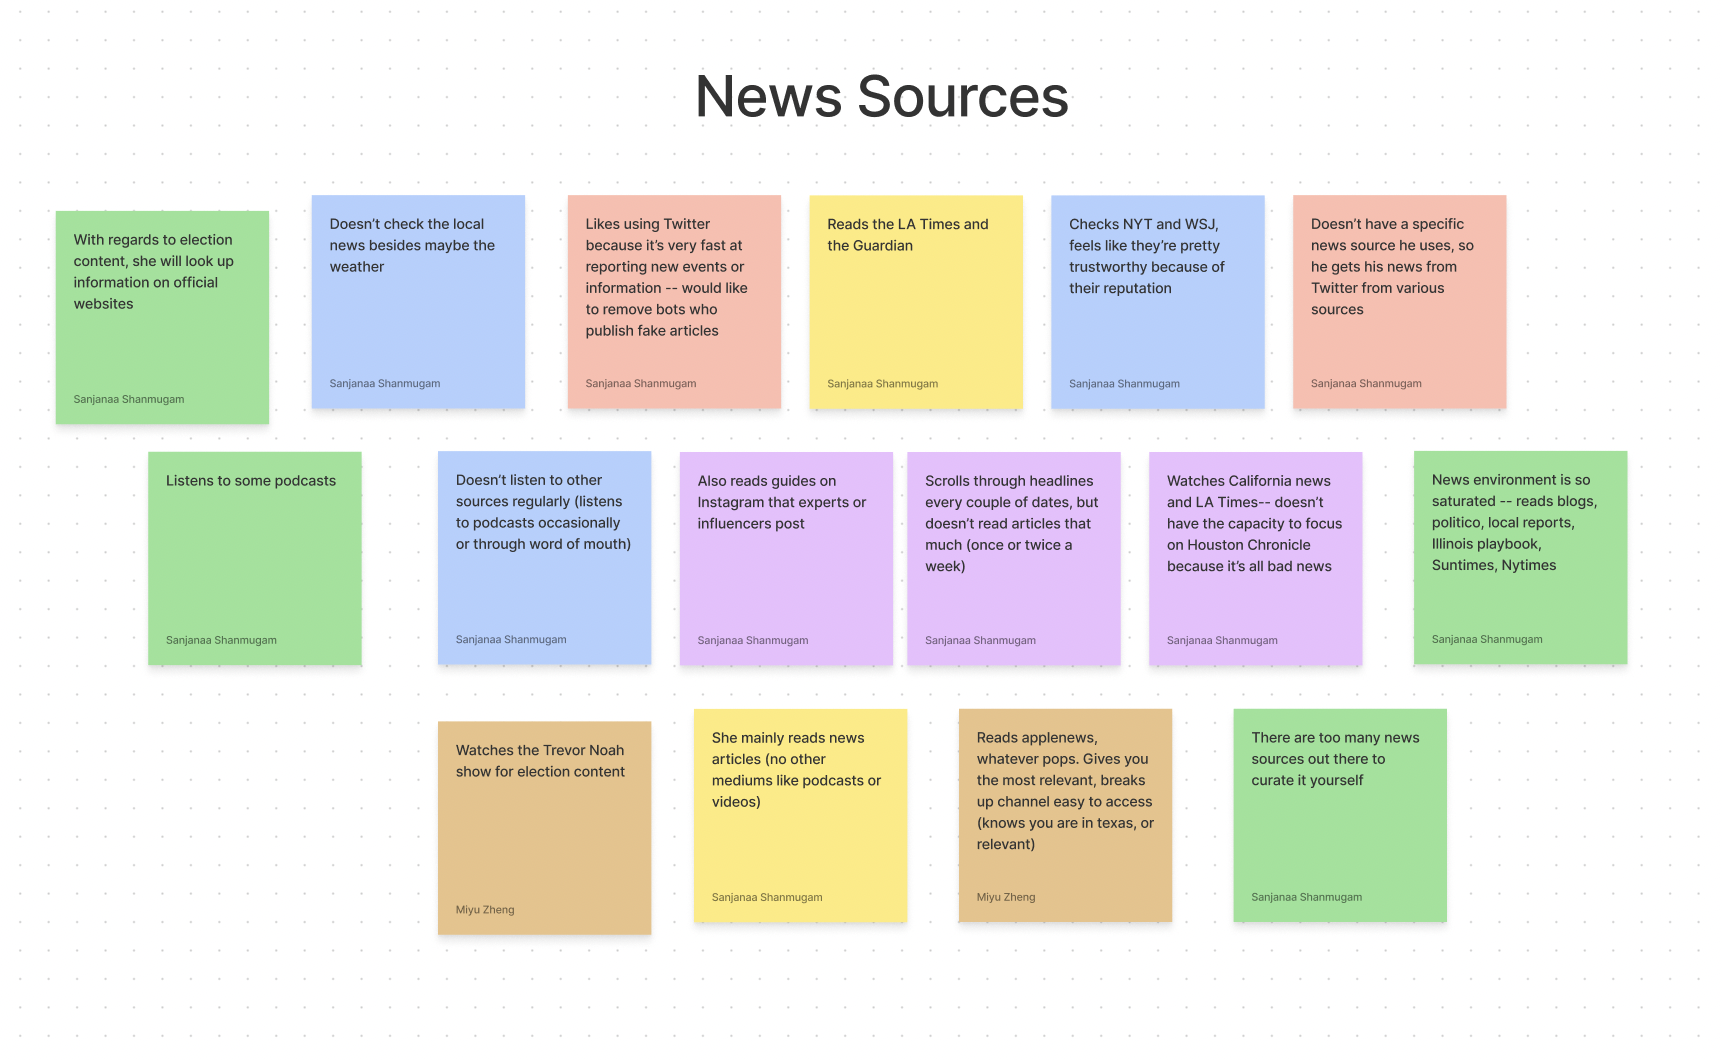 News Sources
With regards to election
content, she will look up
information on official
websites
Sanjanaa Shanmugam
Doesn't check the local
news besides maybe the
weather
Sanjanaa Shanmugam
Likes using Twitter
because it's very fast at
reporting new events or
information -- would like
to remove bots who
publish fake articles
Sanjanaa Shanmugam
Reads the LA Times and
the Guardian
Sanjanaa Shanmugam
Checks NYT and WSJ,
feels like they're pretty
trustworthy because of
their reputation
Sanjanaa Shanmugam
Doesn't have a specific
news source he uses, so
he gets his news from
Twitter from various
sources
Sanjanaa Shanmugam
Listens to some podcasts
Sanjanaa Shanmugam
Doesn't listen to other
sources regularly (listens
to podcasts occasionally
or through word of mouth)
Sanjanaa Shanmugam
Also reads guides on
Instagram that experts or
influencers post
Sanjanaa Shanmugam
Scrolls through headlines
every couple of dates, but
doesn't read articles that
much (once or twice a
week)
Sanjanaa Shanmugam
Watches California news
and LA Times-- doesn't
have the capacity to focus
on Houston Chronicle
because it's all bad news
Sanjanaa Shanmugam
News environment is so
saturated -- reads blogs,
politico, local reports,
Illinois playbook,
Suntimes, Nytimes
Sanjanaa Shanmugam
Watches the Trevor Noah
show for election content
Miyu Zheng
She mainly reads news
articles (no other
mediums like podcasts or
videos)
Sanjanaa Shanmugam
Reads applenews,
whatever pops. Gives you
the most relevant, breaks
up channel easy to access
(knows you are in texas, or
relevant)
Miyu Zheng
There are too many news
sources out there to
curate it yourself
Sanjanaa Shanmugam